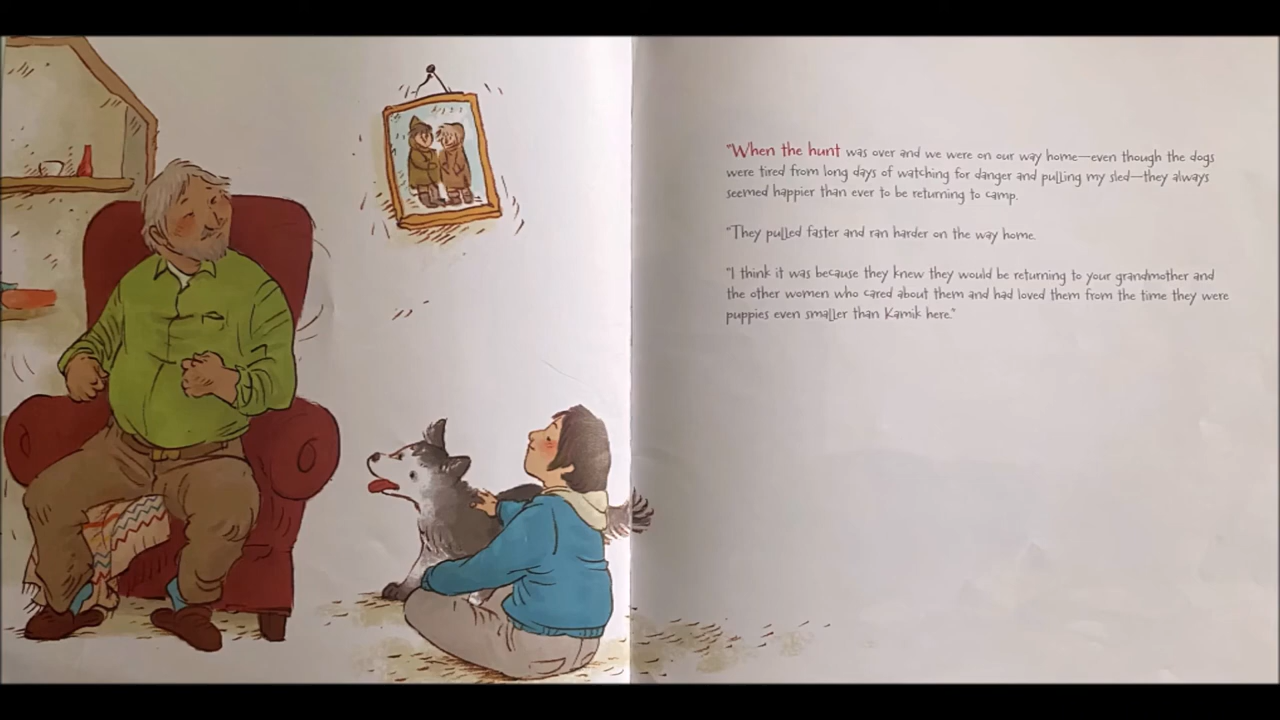 "When the hunt was over and we were on our way home—even though the dogs
were tired from long days of watching for danger and pulling my sled—they always
seemed happier than ever to be returning to camp.
"They pulled faster and ran harder on the way home.
"I think it was because they knew they would be returning to your grandmother and
the other women who cared about them and had loved them from the time they were
puppies even smaller than Kamik here."